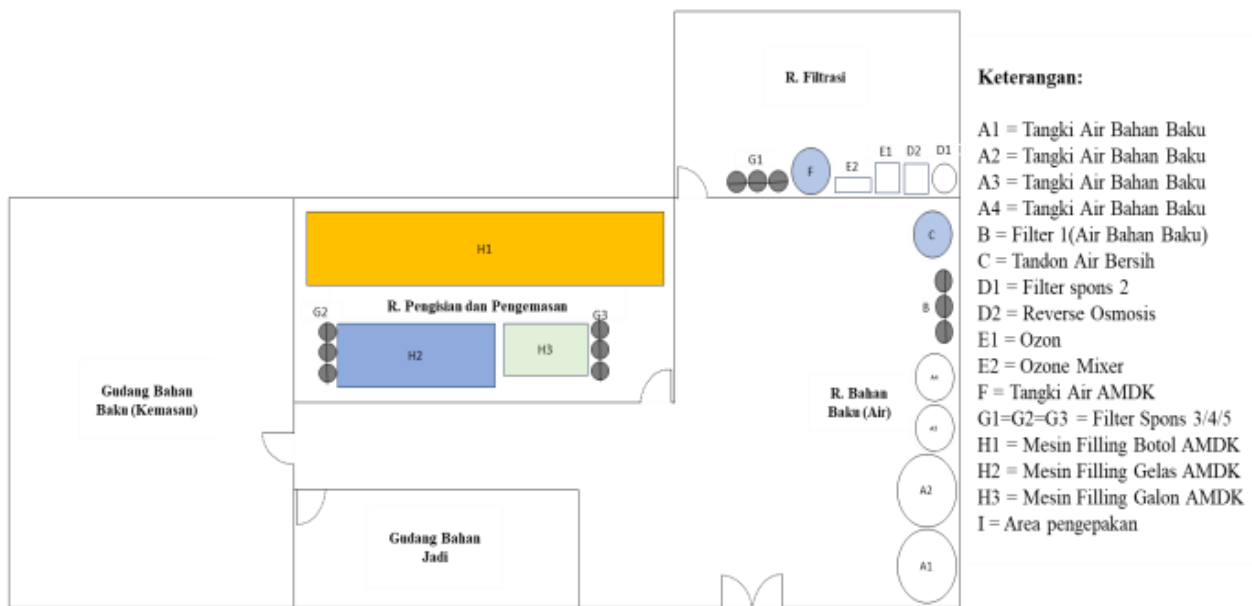 R. Filtrasi
G1
F
E2
E1
D2
D1
H1
R. Pengisian dan Pengemasan
G2
H2
H3
G3
C
B
A4
A3
A2
A1
R. Bahan
Baku (Air)
Gudang Bahan
Baku (Kemasan)
Gudang Bahan
Jadi
Keterangan:
A1 = Tangki Air Bahan Baku
A2 = Tangki Air Bahan Baku
A3 = Tangki Air Bahan Baku
A4 = Tangki Air Bahan Baku
B = Filter 1(Air Bahan Baku)
C = Tandon Air Bersih
D1 = Filter spons 2
D2 = Reverse Osmosis
E1 = Ozon
E2 = Ozone Mixer
F = Tangki Air AMDK
G1=G2=G3 = Filter Spons 3/4/5
H1 = Mesin Filling Botol AMDK
H2 = Mesin Filling Gelas AMDK
H3 = Mesin Filling Galon AMDK
I = Area pengepakan